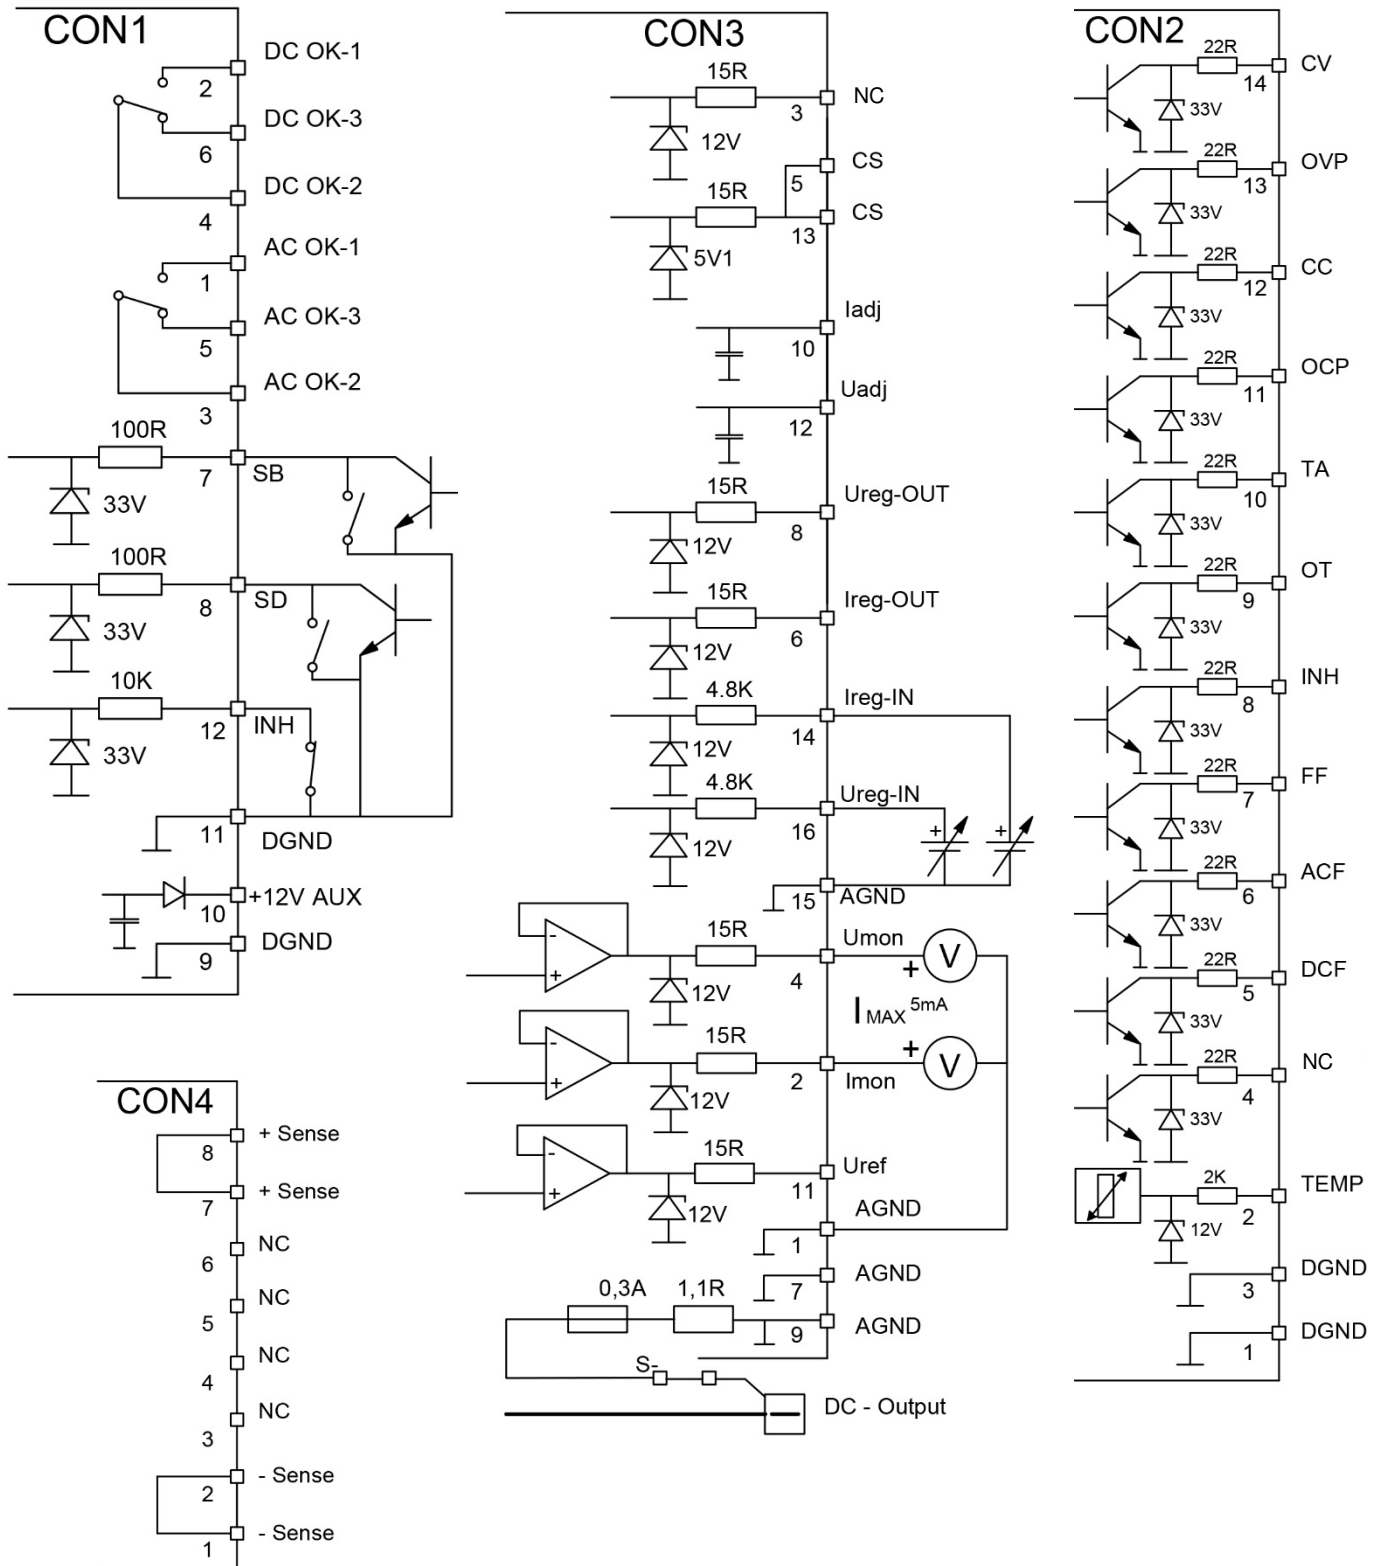 CON1
DC OK-1
2
DC OK-3
6
DC OK-2
4
AC OK-1
1
AC OK-3
5
AC OK-2
3
100R
7
SB
33V
100R
8
SD
33V
10K
12
INH
33V
11
DGND
+12V AUX
10
DGND
9
CON4
+ Sense
8
+ Sense
7
NC
6
NC
5
NC
4
NC
3
- Sense
2
- Sense
1
CON3
15R
NC
3
12V
CS
5
15R
CS
13
5V1
Iadj
10
Uadj
12
15R
Ureg-OUT
8
12V
15R
Ireg-OUT
6
12V
4.8K
Ireg-IN
14
12V
4.8K
Ureg-IN
16
12V
+
+
15
AGND
-
+
15R
Umon
4
+
V
12V
IMAX 5mA
-
+
15R
2
Imon
+
V
12V
-
+
15R
Uref
11
12V
AGND
1
AGND
7
0,3A
1,1R
9
AGND
S-
DC - Output
CON2
22R
CV
14
33V
22R
OVP
13
33V
22R
CC
12
33V
22R
OCP
11
33V
22R
TA
10
33V
22R
OT
9
33V
22R
INH
8
33V
22R
FF
7
33V
22R
ACF
6
33V
22R
DCF
5
33V
22R
NC
4
33V
2K
TEMP
2
12V
DGND
3
DGND
1